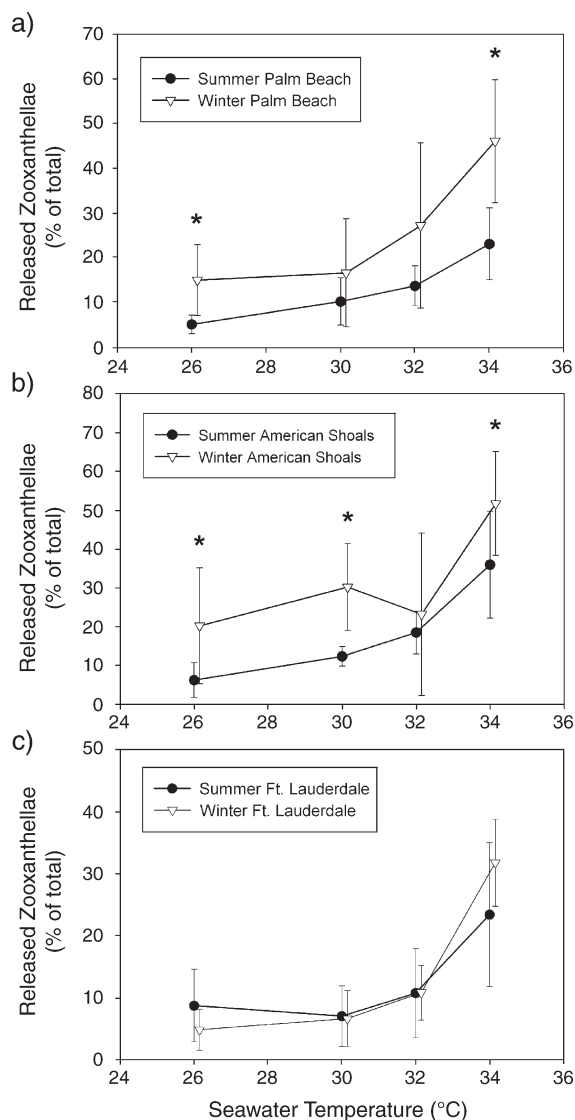 a)
70
60
50
40
30
20
10
0
Released Zooxanthellae
(% of total)
Summer Palm Beach
Winter Palm Beach
*
*
24 26 28 30 32 34 36
b)
80
70
60
50
40
30
20
10
0
Released Zooxanthellae
(% of total)
Summer American Shoals
Winter American Shoals
*
*
*
24 26 28 30 32 34 36
c)
50
40
30
20
10
0
Released Zooxanthellae
(% of total)
Summer Ft. Lauderdale
Winter Ft. Lauderdale
24 26 28 30 32 34 36
Seawater Temperature (°C)